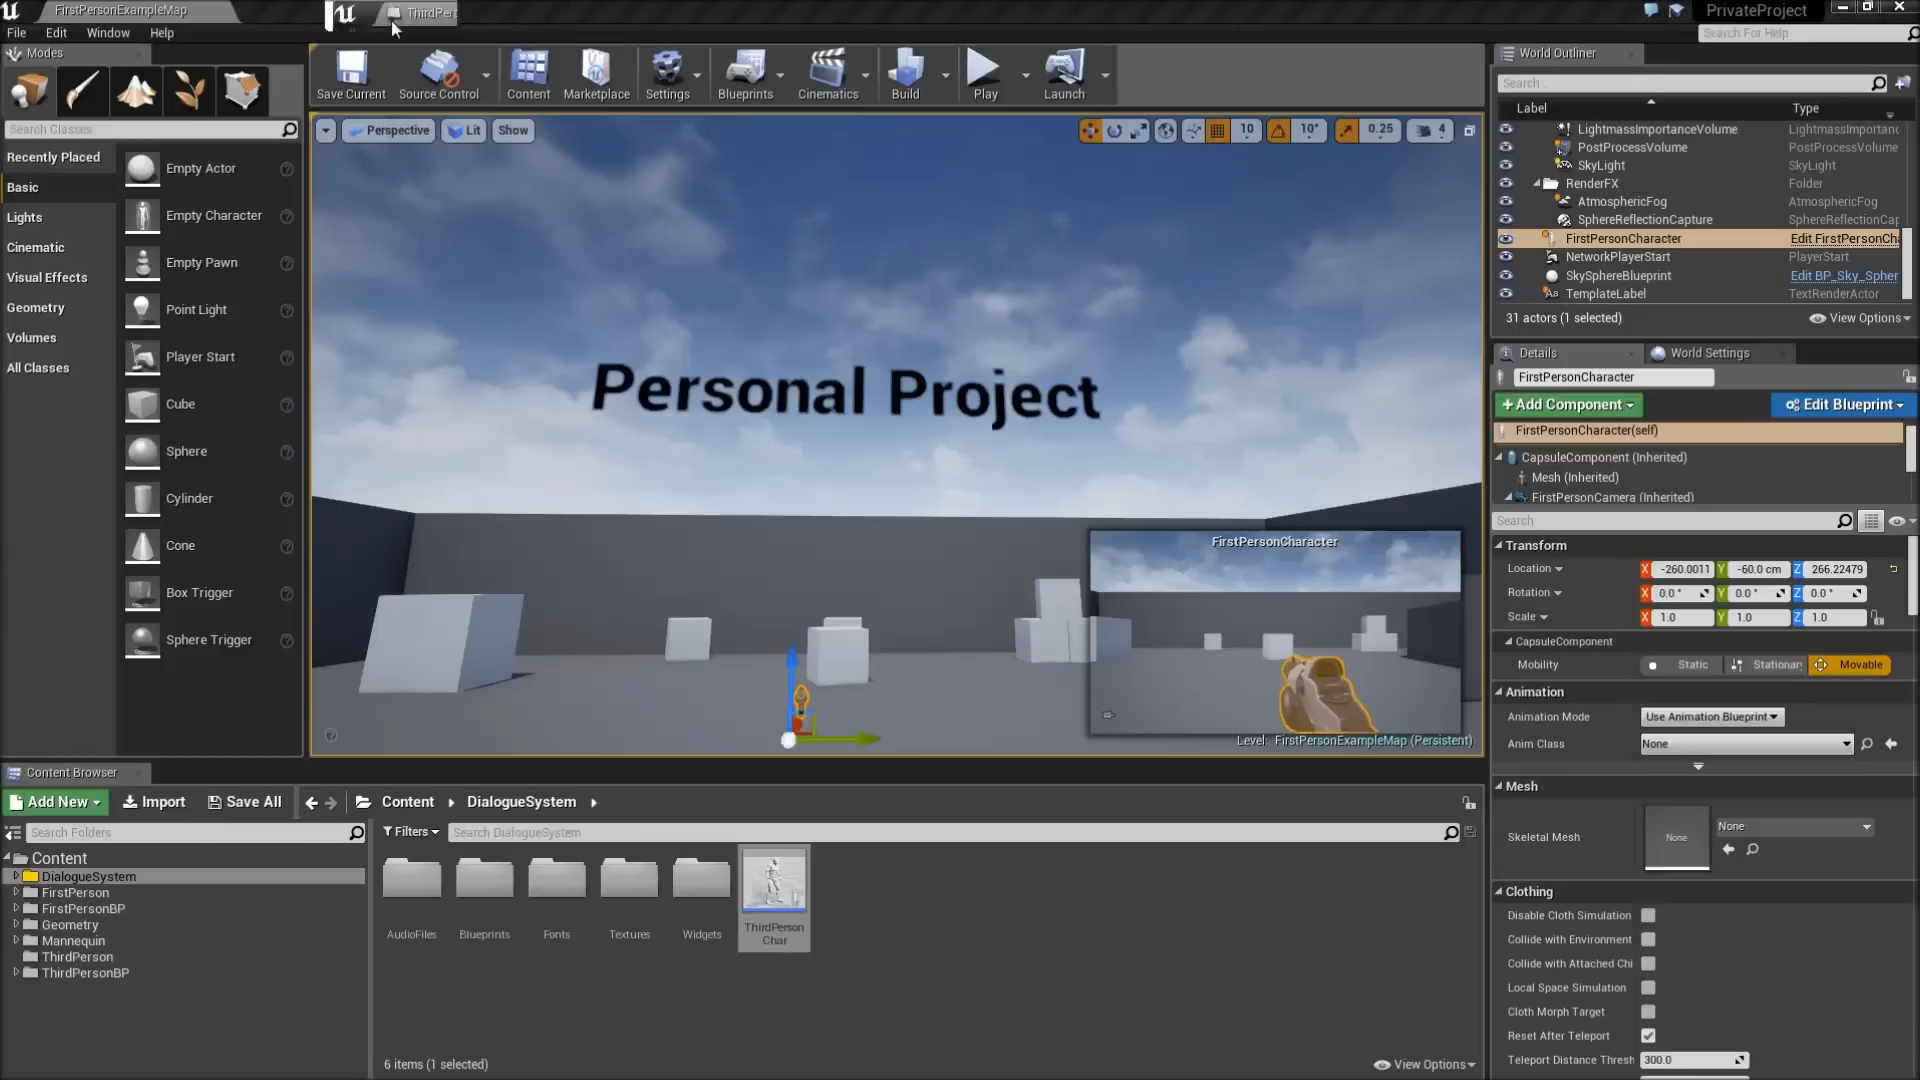 FirstPersonExampleMap
ThirdPers
PrivateProject
File Edit Window Help
Search For Help
Modes
Save Current Source Control Content Marketplace Settings Blueprints Cinematics Build Play Launch
World Outliner
Search...
Label Type
Search Classes
Perspective Lit Show 10 10° 0.25 4
LightmassImportanceVolume LightmassImportanc
PostProcessVolume PostProcessVolume
SkyLight SkyLight
RenderFX Folder
AtmosphericFog AtmosphericFog
SphereReflectionCapture SphereReflectionCap
FirstPersonCharacter Edit FirstPersonCha
NetworkPlayerStart PlayerStart
SkySphereBlueprint Edit BP_Sky_Spher
TemplateLabel TextRenderActor
31 actors (1 selected) View Options
Recently Placed
Basic
Lights
Cinematic
Visual Effects
Geometry
Volumes
All Classes
Empty Actor
Empty Character
Empty Pawn
Point Light
Player Start
Cube
Sphere
Cylinder
Cone
Box Trigger
Sphere Trigger
Personal Project
FirstPersonCharacter
Level: FirstPersonExampleMap (Persistent)
Details World Settings
FirstPersonCharacter
+Add Component Edit Blueprint
FirstPersonCharacter(self)
CapsuleComponent (Inherited)
Mesh (Inherited)
FirstPersonCamera (Inherited)
Search
Transform
Location X -260.0011 Y -60.0 cm Z 266.22479
Rotation X 0.0 ° Y 0.0 ° Z 0.0 °
Scale X 1.0 Y 1.0 Z 1.0
CapsuleComponent
Mobility Static Stationary Movable
Animation
Animation Mode Use Animation Blueprint
Anim Class None
Mesh
Skeletal Mesh None None
Clothing
Disable Cloth Simulation
Collide with Environment
Collide with Attached Chi
Local Space Simulation
Cloth Morph Target
Reset After Teleport
Teleport Distance Thresh 300.0
Content Browser
Add New Import Save All Content DialogueSystem
Search Folders
Filters Search DialogueSystem
Content
DialogueSystem
FirstPerson
FirstPersonBP
Geometry
Mannequin
ThirdPerson
ThirdPersonBP
AudioFiles Blueprints Fonts Textures Widgets ThirdPerson
Char
6 items (1 selected) View Options